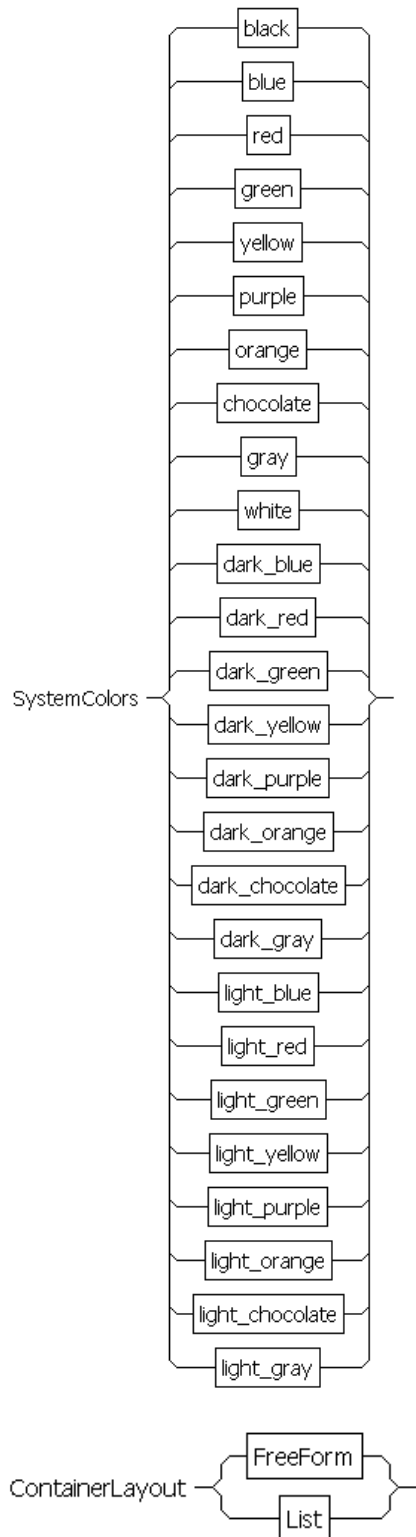 black
blue
red
green
yellow
purple
orange
chocolate
gray
white
dark_blue
dark_red
dark_green
SystemColors
dark_yellow
dark_purple
dark_orange
dark_chocolate
dark_gray
light_blue
light_red
light_green
light_yellow
light_purple
light_orange
light_chocolate
light_gray
FreeForm
ContainerLayout
List